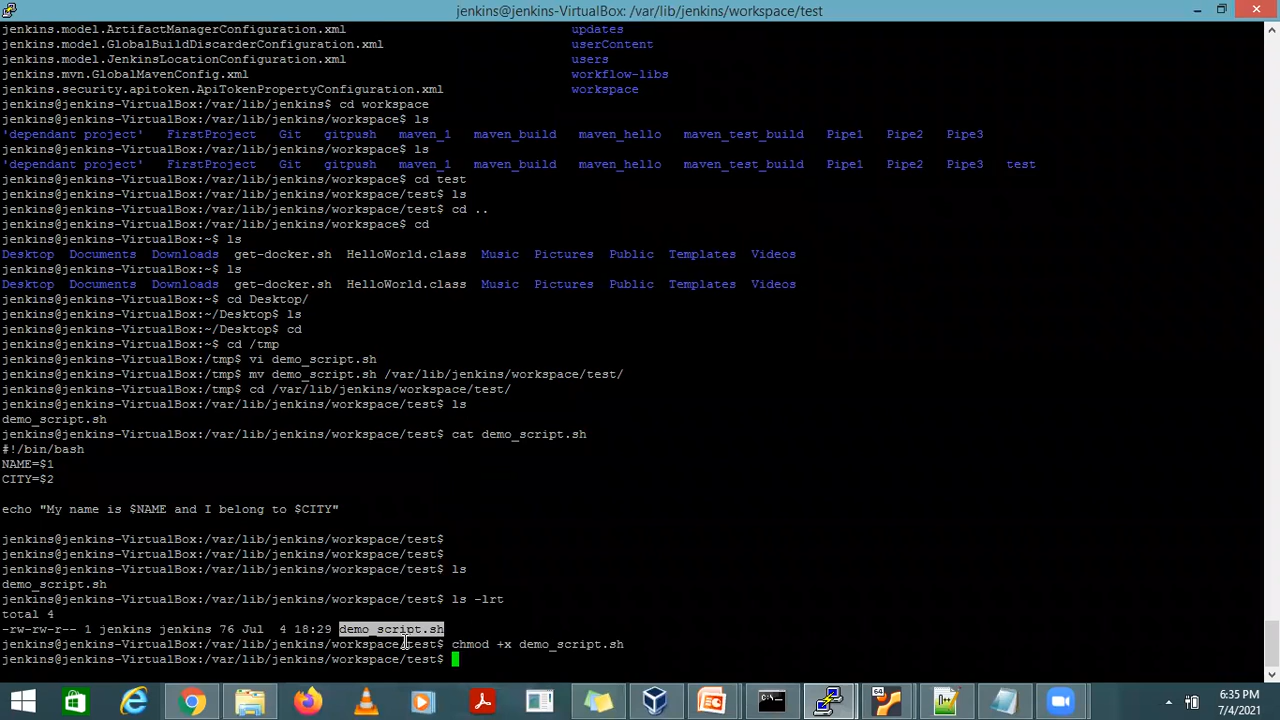 jenkins@jenkins-VirtualBox: /var/lib/jenkins/workspace/test
jenkins.model.ArtifactManagerConfiguration.xml updates
jenkins.model.GlobalBuildDiscarderConfiguration.xml userContent
jenkins.model.JenkinsLocationConfiguration.xml users
jenkins.mvn.GlobalMavenConfig.xml workflow-libs
jenkins.security.apitoken.ApiTokenPropertyConfiguration.xml workspace
jenkins@jenkins-VirtualBox:/var/lib/jenkins$ cd workspace
jenkins@jenkins-VirtualBox:/var/lib/jenkins/workspace$ ls
'dependant project' FirstProject Git gitpush maven_1 maven_build maven_hello maven_test_build Pipe1 Pipe2 Pipe3
jenkins@jenkins-VirtualBox:/var/lib/jenkins/workspace$ ls
'dependant project' FirstProject Git gitpush maven_1 maven_build maven_hello maven_test_build Pipe1 Pipe2 Pipe3 test
jenkins@jenkins-VirtualBox:/var/lib/jenkins/workspace$ cd test
jenkins@jenkins-VirtualBox:/var/lib/jenkins/workspace/test$ ls
jenkins@jenkins-VirtualBox:/var/lib/jenkins/workspace/test$ cd ..
jenkins@jenkins-VirtualBox:/var/lib/jenkins/workspace$ cd
jenkins@jenkins-VirtualBox:~$ ls
Desktop Documents Downloads get-docker.sh HelloWorld.class Music Pictures Public Templates Videos
jenkins@jenkins-VirtualBox:~$ ls
Desktop Documents Downloads get-docker.sh HelloWorld.class Music Pictures Public Templates Videos
jenkins@jenkins-VirtualBox:~$ cd Desktop/
jenkins@jenkins-VirtualBox:~/Desktop$ ls
jenkins@jenkins-VirtualBox:~/Desktop$ cd
jenkins@jenkins-VirtualBox:~$ cd /tmp
jenkins@jenkins-VirtualBox:/tmp$ vi demo_script.sh
jenkins@jenkins-VirtualBox:/tmp$ mv demo_script.sh /var/lib/jenkins/workspace/test/
jenkins@jenkins-VirtualBox:/tmp$ cd /var/lib/jenkins/workspace/test/
jenkins@jenkins-VirtualBox:/var/lib/jenkins/workspace/test$ ls
demo_script.sh
jenkins@jenkins-VirtualBox:/var/lib/jenkins/workspace/test$ cat demo_script.sh
#!/bin/bash
NAME=$1
CITY=$2
echo "My name is $NAME and I belong to $CITY"
jenkins@jenkins-VirtualBox:/var/lib/jenkins/workspace/test$
jenkins@jenkins-VirtualBox:/var/lib/jenkins/workspace/test$
jenkins@jenkins-VirtualBox:/var/lib/jenkins/workspace/test$ ls
demo_script.sh
jenkins@jenkins-VirtualBox:/var/lib/jenkins/workspace/test$ ls -lrt
total 4
-rw-rw-r-- 1 jenkins jenkins 76 Jul 4 18:29 demo_script.sh
jenkins@jenkins-VirtualBox:/var/lib/jenkins/workspace/test$ chmod +x demo_script.sh
jenkins@jenkins-VirtualBox:/var/lib/jenkins/workspace/test$
64
6:35 PM
7/4/2021